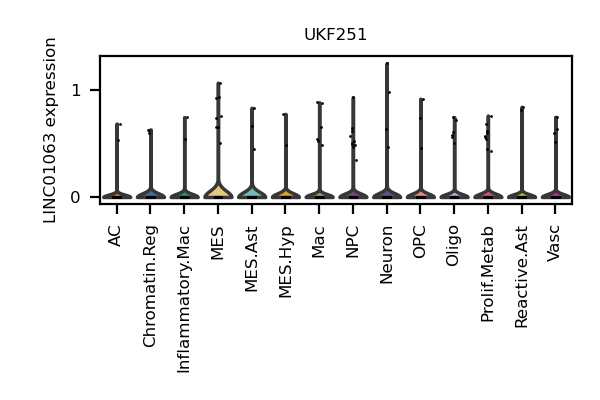 UKF251
LINC01063 expression
1
0
AC
Chromatin.Reg
Inflammatory.Mac
MES
MES.Ast
MES.Hyp
Mac
NPC
Neuron
OPC
Oligo
Prolif.Metab
Reactive.Ast
Vasc